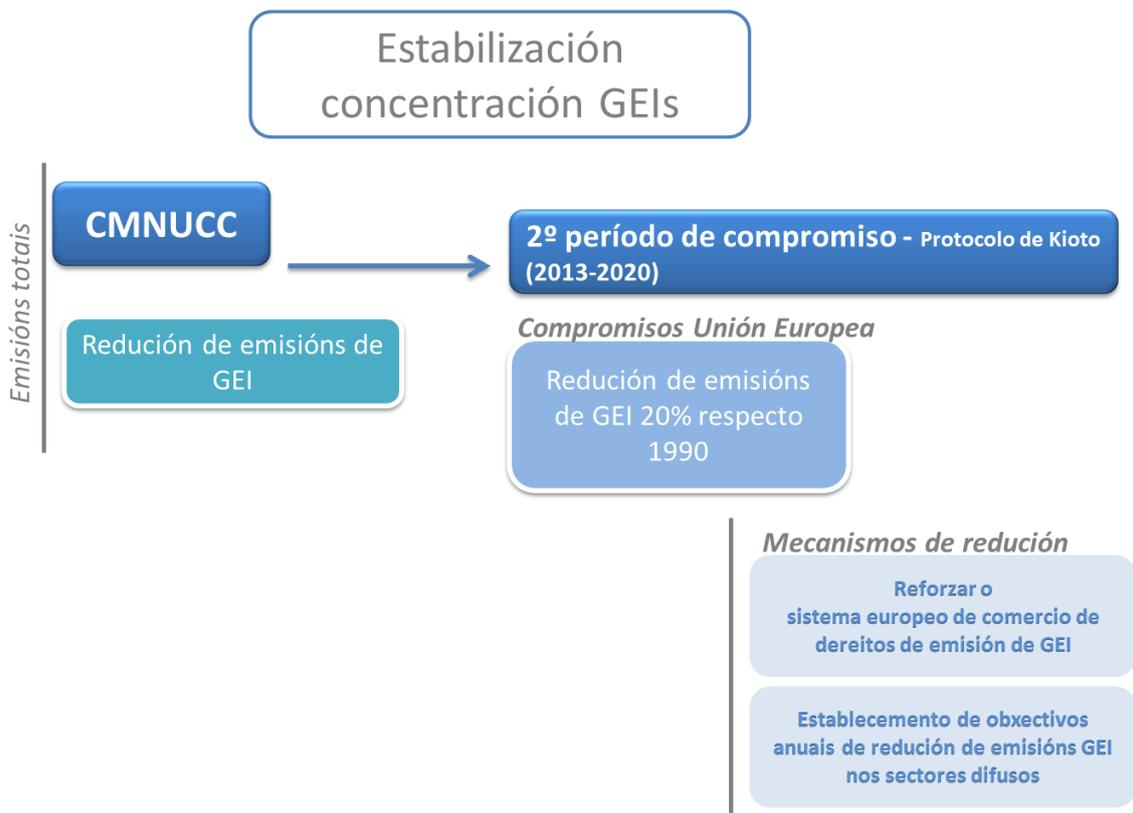 Estabilización
concentración GEIs
Emisións totais
CMNUCC
2º período de compromiso - Protocolo de Kioto
(2013-2020)
Redución de emisións de
GEI
Compromisos Unión Europea
Redución de emisións
de GEI 20% respecto
1990
Mecanismos de redución
Reforzar o
sistema europeo de comercio de
dereitos de emisión de GEI
Establecemento de obxectivos
anuais de redución de emisións GEI
nos sectores difusos